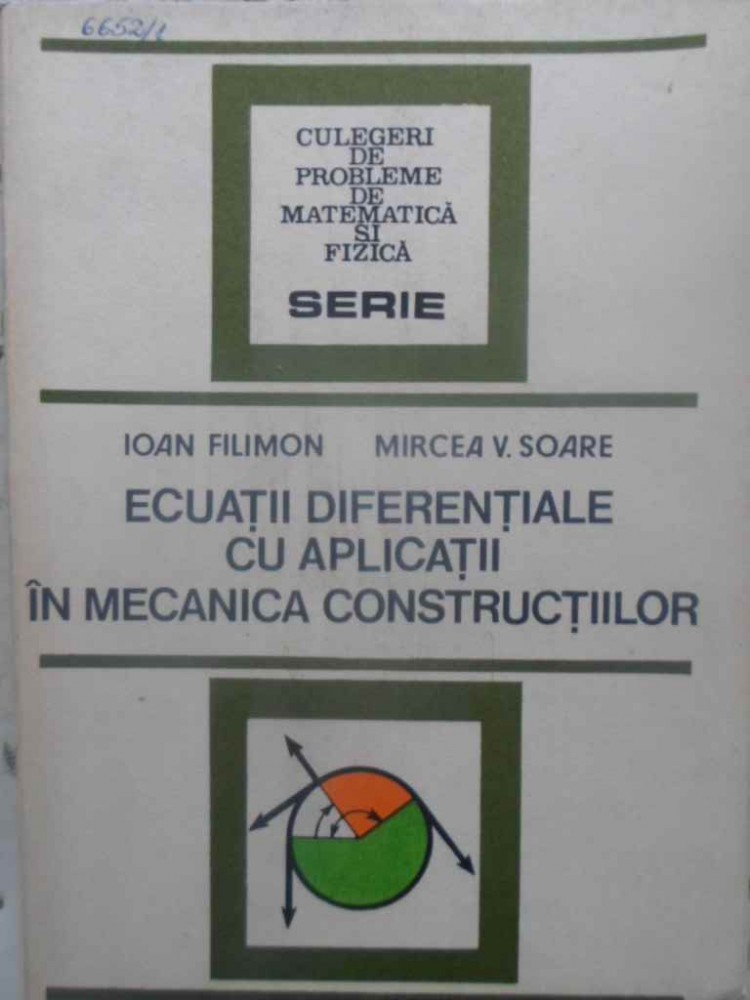 6652/1
CULEGERI
DE
PROBLEME
DE
MATEMATICĂ
ȘI
FIZICĂ
SERIE
IOAN FILIMON MIRCEA V. SOARE
ECUAȚII DIFERENȚIALE
CU APLICAȚII
ÎN MECANICA CONSTRUCȚIILOR